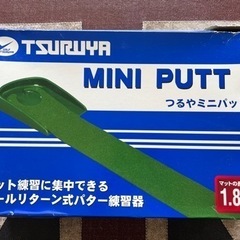 TSURUYA
MINI PUTT
つるやミニパッ
ット練習に集中できる
ールリターン式パター練習器
マットの長
1.8